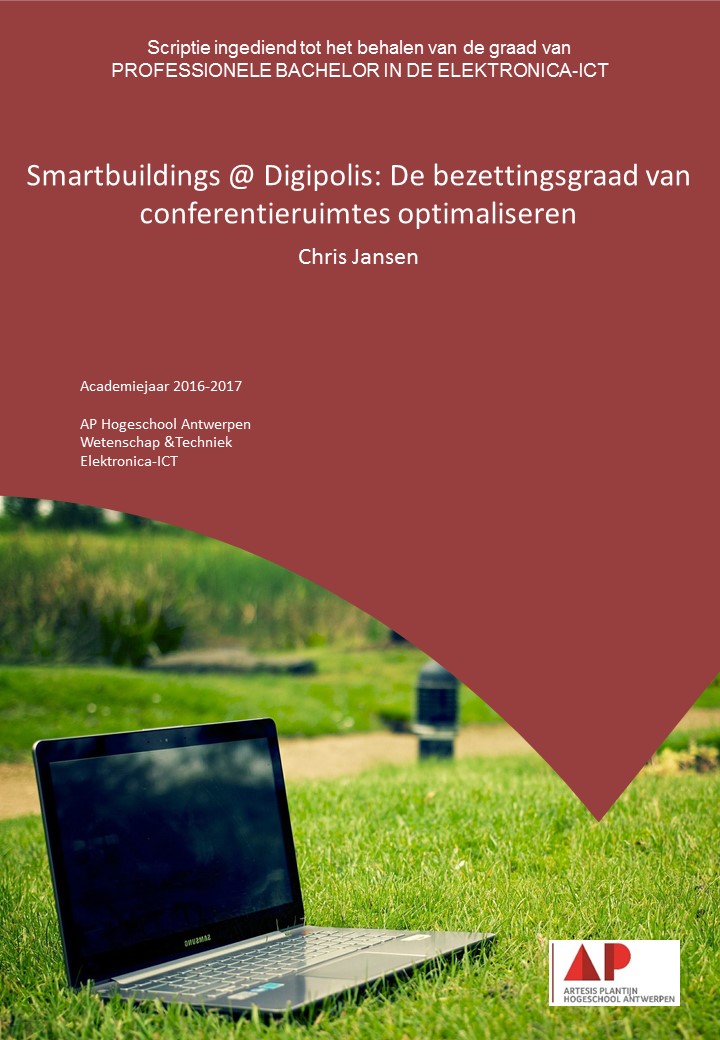 Scriptie ingediend tot het behalen van de graad van
PROFESSIONELE BACHELOR IN DE ELEKTRONICA-ICT
Smartbuildings @ Digipolis: De bezettingsgraad van
conferentieruimtes optimaliseren
Chris Jansen
Academiejaar 2016-2017
AP Hogeschool Antwerpen
Wetenschap &Techniek
Elektronica-ICT
SAMSUNG
AP
ARTESIS PLANTIJN
HOGESCHOOL ANTWERPEN